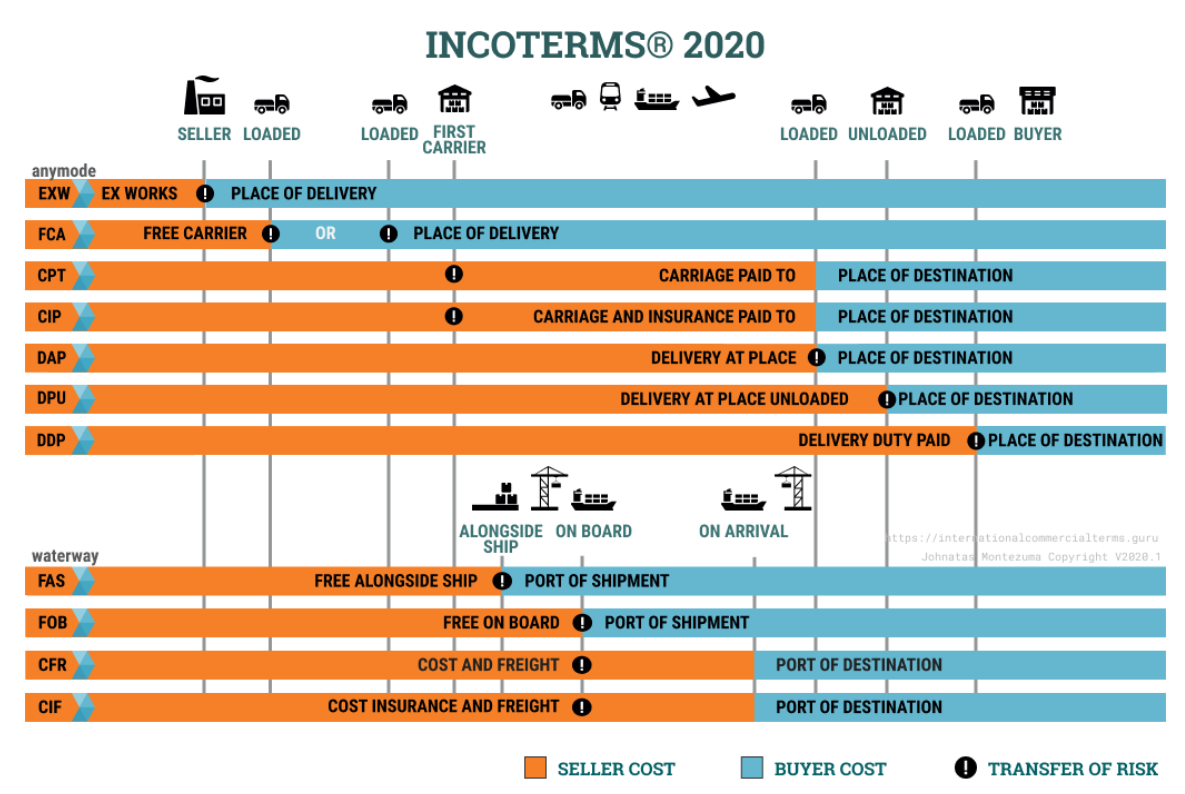 INCOTERMS® 2020
SELLER LOADED LOADED FIRST CARRIER LOADED UNLOADED LOADED BUYER
anymode
EXW EX WORKS PLACE OF DELIVERY
FCA FREE CARRIER OR PLACE OF DELIVERY
CPT CARRIAGE PAID TO PLACE OF DESTINATION
CIP CARRIAGE AND INSURANCE PAID TO PLACE OF DESTINATION
DAP DELIVERY AT PLACE PLACE OF DESTINATION
DPU DELIVERY AT PLACE UNLOADED PLACE OF DESTINATION
DDP DELIVERY DUTY PAID PLACE OF DESTINATION
ALONGSIDE SHIP ON BOARD ON ARRIVAL
https://internationalcommercialterms.guru
Johnatas Montezuma Copyright V2020.1
waterway
FAS FREE ALONGSIDE SHIP PORT OF SHIPMENT
FOB FREE ON BOARD PORT OF SHIPMENT
CFR COST AND FREIGHT PORT OF DESTINATION
CIF COST INSURANCE AND FREIGHT PORT OF DESTINATION
SELLER COST BUYER COST TRANSFER OF RISK